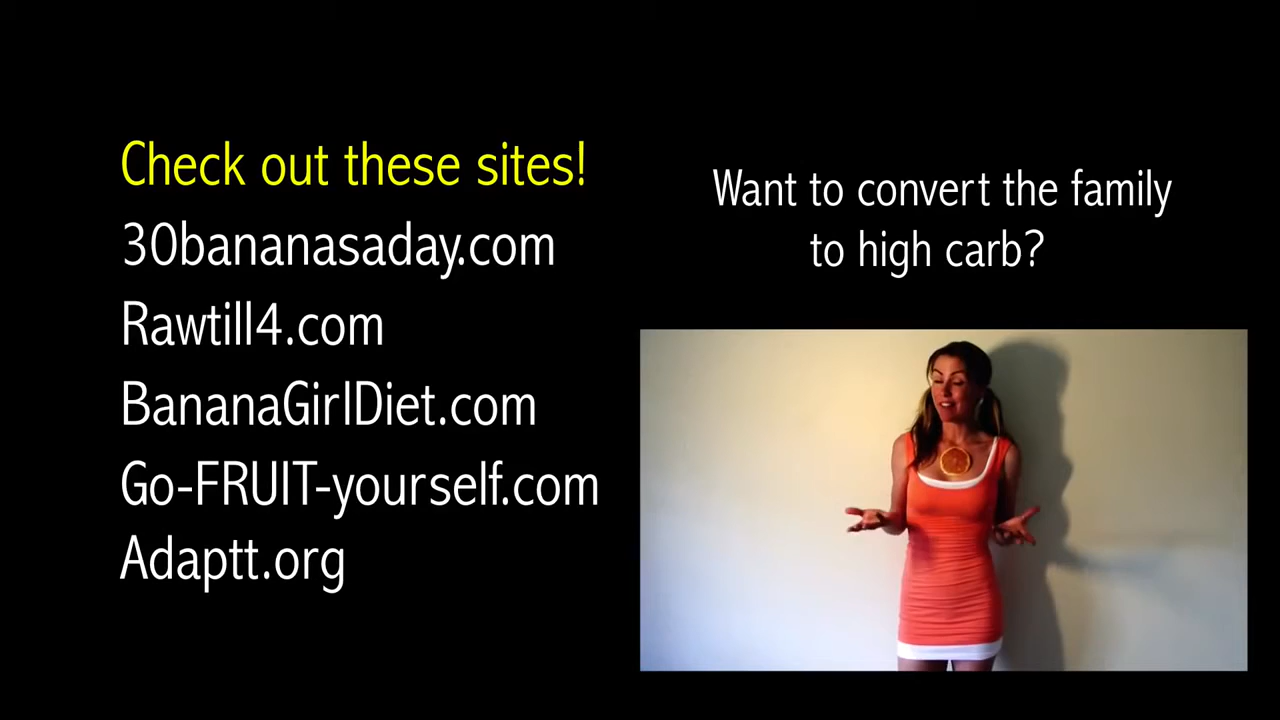 Check out these sites!
30bananasaday.com
Rawtill4.com
BananaGirlDiet.com
Go-FRUIT-yourself.com
Adaptt.org
Want to convert the family
to high carb?